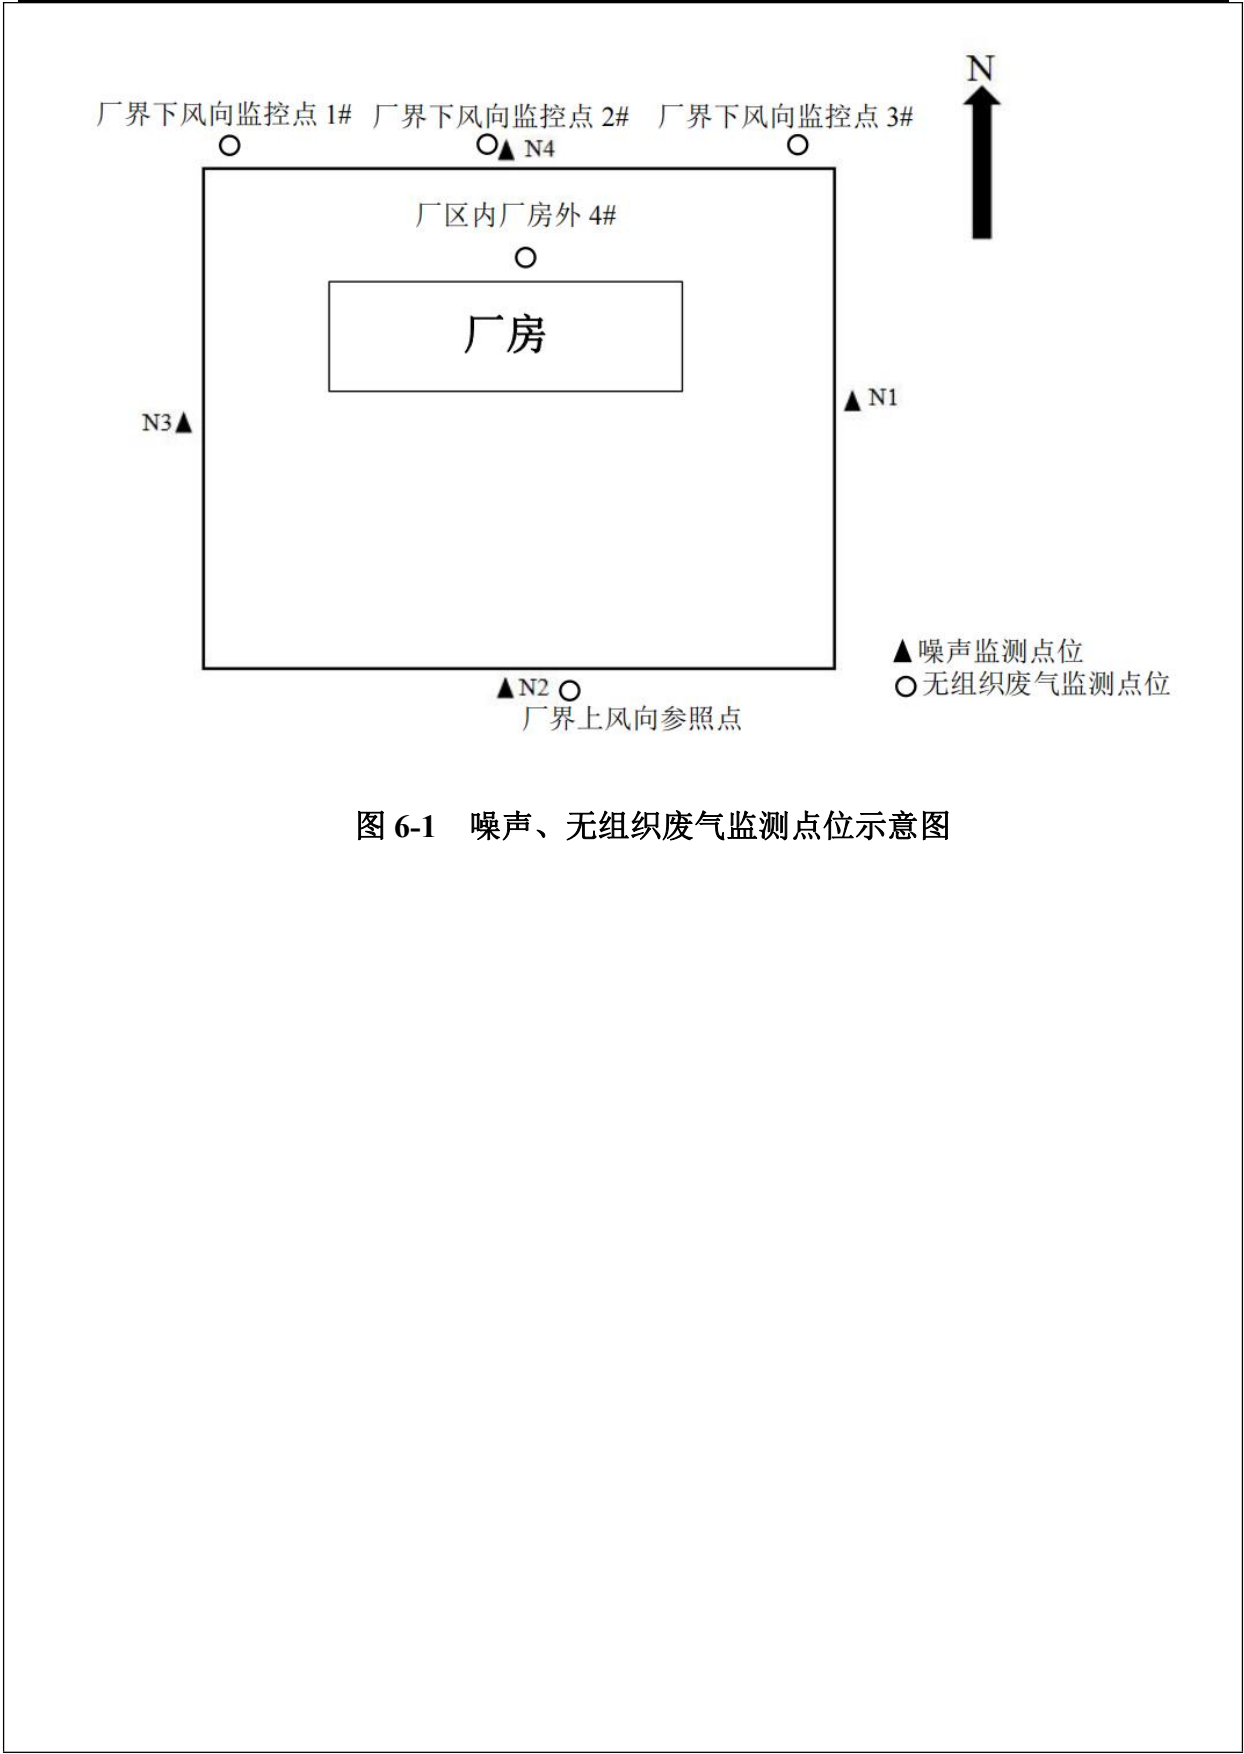 N
厂界下风向监控点 1# 厂界下风向监控点 2# 厂界下风向监控点 3#
N4
厂区内厂房外 4#
厂房
N1
N3
噪声监测点位
无组织废气监测点位
N2
厂界上风向参照点
图 6-1 噪声、无组织废气监测点位示意图